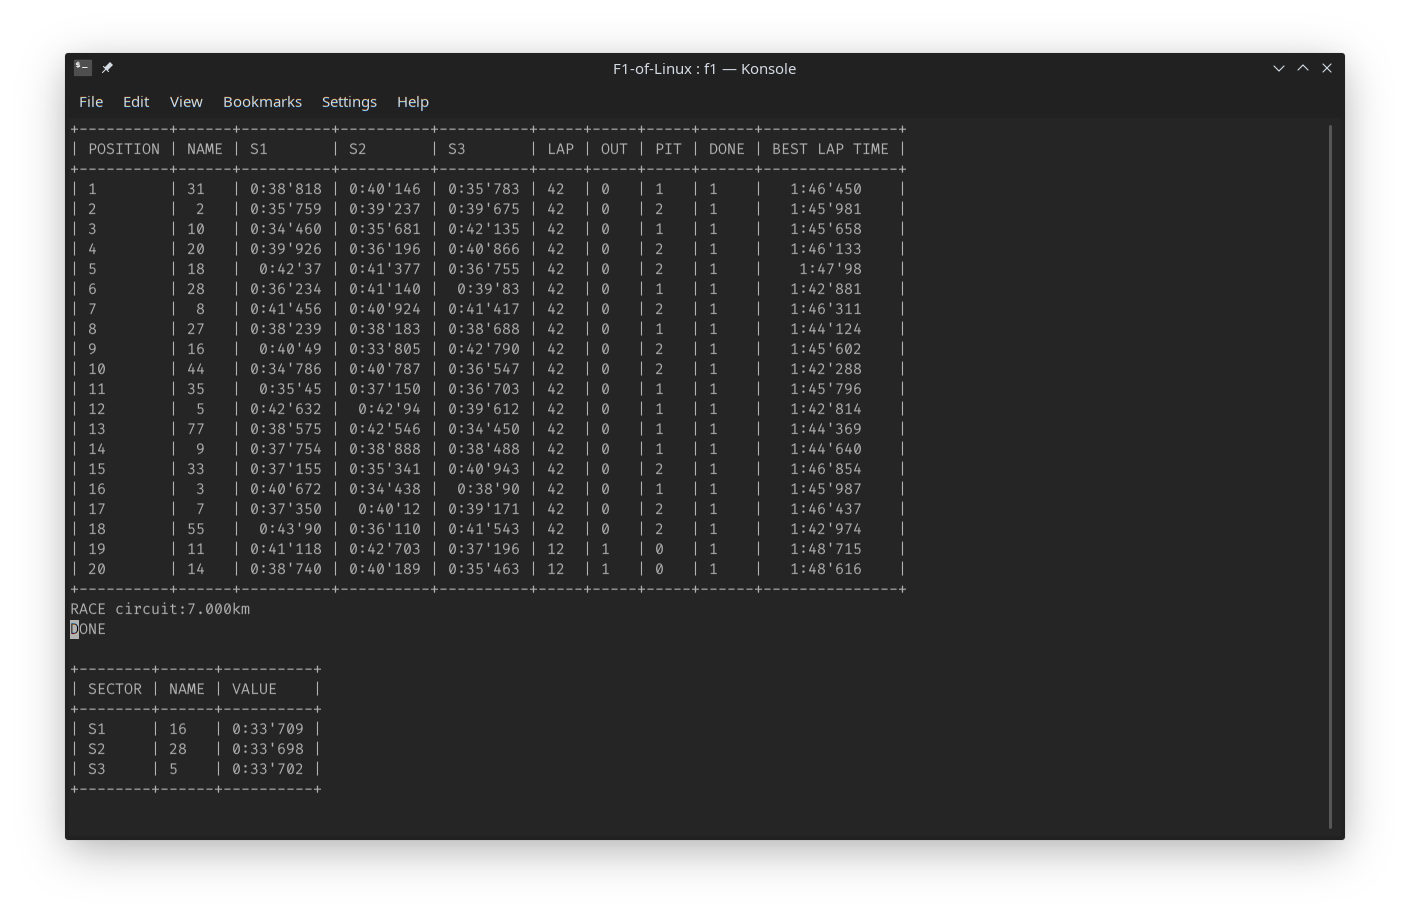 F1-of-Linux : f1 — Konsole
File Edit View Bookmarks Settings Help
+----------+------+----------+----------+----------+-----+-----+-----+------+---------------+
| POSITION | NAME | S1       | S2       | S3       | LAP | OUT | PIT | DONE | BEST LAP TIME |
+----------+------+----------+----------+----------+-----+-----+-----+------+---------------+
| 1        | 31   | 0:38'818 | 0:40'146 | 0:35'783 | 42  | 0   | 1   | 1    |   1:46'450    |
| 2        |  2   | 0:35'759 | 0:39'237 | 0:39'675 | 42  | 0   | 2   | 1    |   1:45'981    |
| 3        | 10   | 0:34'460 | 0:35'681 | 0:42'135 | 42  | 0   | 1   | 1    |   1:45'658    |
| 4        | 20   | 0:39'926 | 0:36'196 | 0:40'866 | 42  | 0   | 2   | 1    |   1:46'133    |
| 5        | 18   |  0:42'37 | 0:41'377 | 0:36'755 | 42  | 0   | 2   | 1    |    1:47'98    |
| 6        | 28   | 0:36'234 | 0:41'140 |  0:39'83 | 42  | 0   | 1   | 1    |   1:42'881    |
| 7        |  8   | 0:41'456 | 0:40'924 | 0:41'417 | 42  | 0   | 2   | 1    |   1:46'311    |
| 8        | 27   | 0:38'239 | 0:38'183 | 0:38'688 | 42  | 0   | 1   | 1    |   1:44'124    |
| 9        | 16   |  0:40'49 | 0:33'805 | 0:42'790 | 42  | 0   | 2   | 1    |   1:45'602    |
| 10       | 44   | 0:34'786 | 0:40'787 | 0:36'547 | 42  | 0   | 2   | 1    |   1:42'288    |
| 11       | 35   |  0:35'45 | 0:37'150 | 0:36'703 | 42  | 0   | 1   | 1    |   1:45'796    |
| 12       |  5   | 0:42'632 |  0:42'94 | 0:39'612 | 42  | 0   | 1   | 1    |   1:42'814    |
| 13       | 77   | 0:38'575 | 0:42'546 | 0:34'450 | 42  | 0   | 1   | 1    |   1:44'369    |
| 14       |  9   | 0:37'754 | 0:38'888 | 0:38'488 | 42  | 0   | 1   | 1    |   1:44'640    |
| 15       | 33   | 0:37'155 | 0:35'341 | 0:40'943 | 42  | 0   | 2   | 1    |   1:46'854    |
| 16       |  3   | 0:40'672 | 0:34'438 |  0:38'90 | 42  | 0   | 1   | 1    |   1:45'987    |
| 17       |  7   | 0:37'350 |  0:40'12 | 0:39'171 | 42  | 0   | 2   | 1    |   1:46'437    |
| 18       | 55   |  0:43'90 | 0:36'110 | 0:41'543 | 42  | 0   | 2   | 1    |   1:42'974    |
| 19       | 11   | 0:41'118 | 0:42'703 | 0:37'196 | 12  | 1   | 0   | 1    |   1:48'715    |
| 20       | 14   | 0:38'740 | 0:40'189 | 0:35'463 | 12  | 1   | 0   | 1    |   1:48'616    |
+----------+------+----------+----------+----------+-----+-----+-----+------+---------------+
RACE circuit:7.000km
DONE
+--------+------+----------+
| SECTOR | NAME | VALUE    |
+--------+------+----------+
| S1     | 16   | 0:33'709 |
| S2     | 28   | 0:33'698 |
| S3     | 5    | 0:33'702 |
+--------+------+----------+